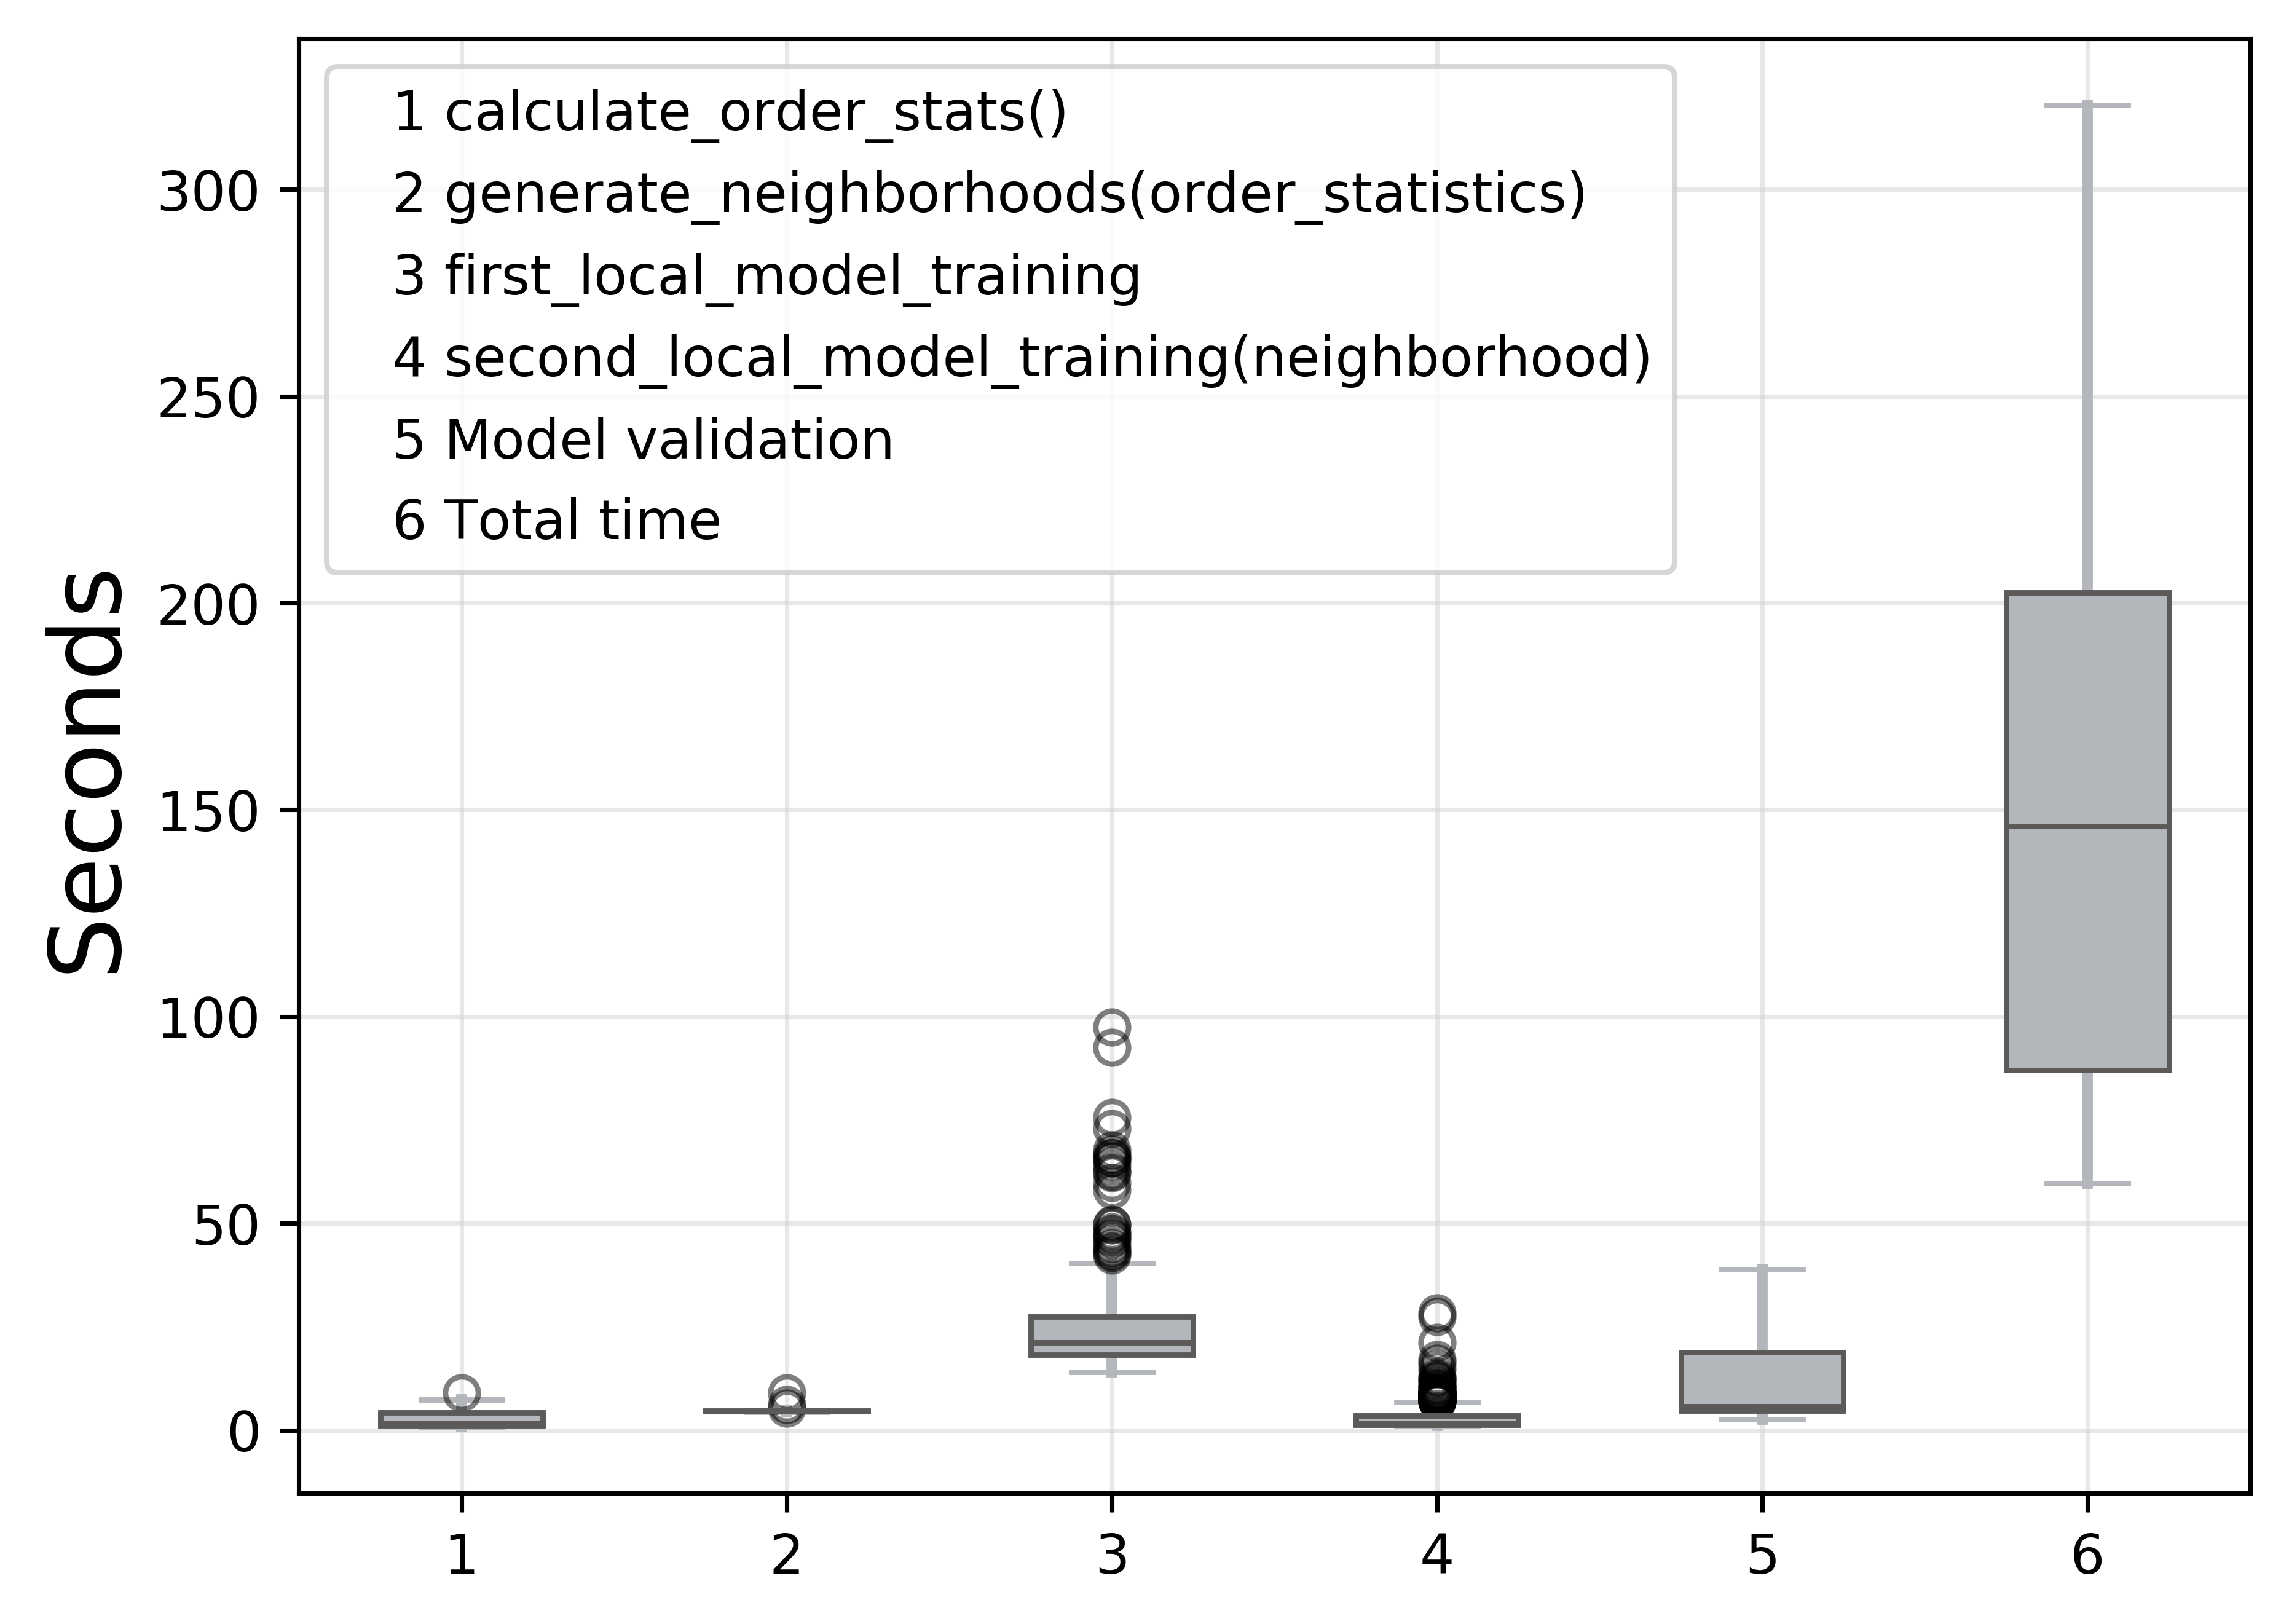 1 calculate_order_stats()
2 generate_neighborhoods(order_statistics)
3 first_local_model_training
4 second_local_model_training(neighborhood)
5 Model validation
6 Total time
Seconds
300
250
200
150
100
50
0
1 2 3 4 5 6